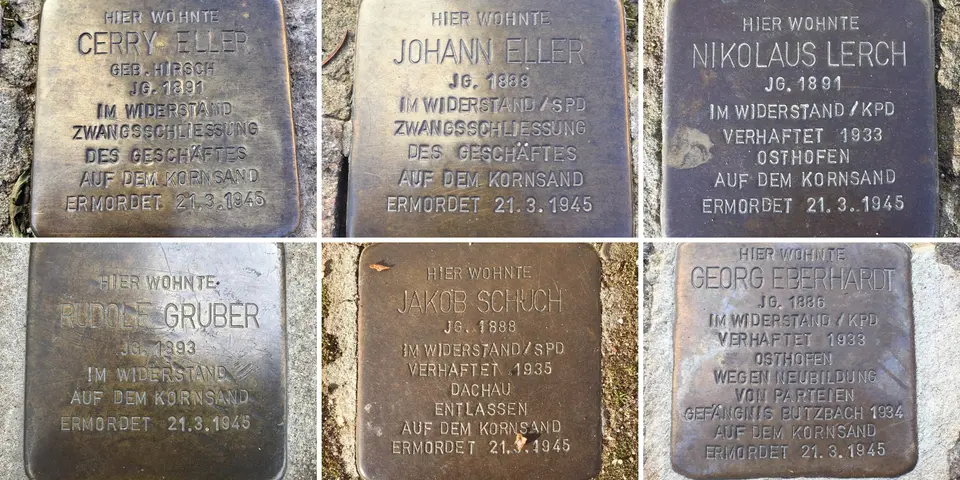 HIER WOHNTE
CERRY ELLER
GEB. HIRSCH
JG. 1891
IM WIDERSTAND
ZWANGSSCHLIESSUNG
DES GESCHÄFTES
AUF DEM KORNSAND
ERMORDET 21.3.1945
HIER WOHNTE
JOHANN ELLER
JG. 1888
IM WIDERSTAND/SPD
ZWANGSSCHLIESSUNG
DES GESCHÄFTES
AUF DEM KORNSAND
ERMORDET 21.3.1945
HIER WOHNTE
NIKOLAUS LERCH
JG. 1891
IM WIDERSTAND/KPD
VERHAFTET 1933
OSTHOFEN
AUF DEM KORNSAND
ERMORDET 21.3.1945
HIER WOHNTE
RUDOLF GRUBER
JG. 1893
IM WIDERSTAND
AUF DEM KORNSAND
ERMORDET 21.3.1945
HIER WOHNTE
JAKOB SCHUCH
JG. 1888
IM WIDERSTAND/SPD
VERHAFTET 1935
DACHAU
ENTLASSEN
AUF DEM KORNSAND
ERMORDET 21.3.1945
HIER WOHNTE
GEORG EBERHARDT
JG. 1886
IM WIDERSTAND/KPD
VERHAFTET 1933
OSTHOFEN
WEGEN NEUBILDUNG
VON PARTEIEN
GEFÄNGNIS BUTZBACH 1934
AUF DEM KORNSAND
ERMORDET 21.3.1945